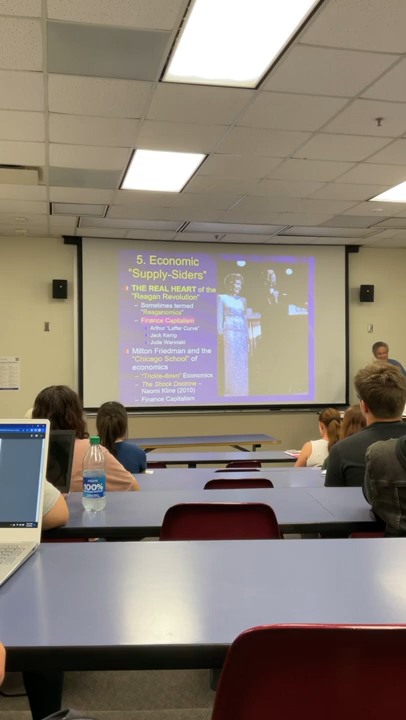 5. Economic
"Supply-Siders"
THE REAL HEART of the
"Reagan Revolution"
– Sometimes termed
"Reaganomics"
– Finance Capitalism
Arthur "Laffer Curve"
Jack Kemp
Jude Wanniski
Milton Friedman and the
"Chicago School" of
economics
– "Trickle-down" Economics
– The Shock Doctrine –
Naomi Kline (2010)
– Finance Capitalism
100%